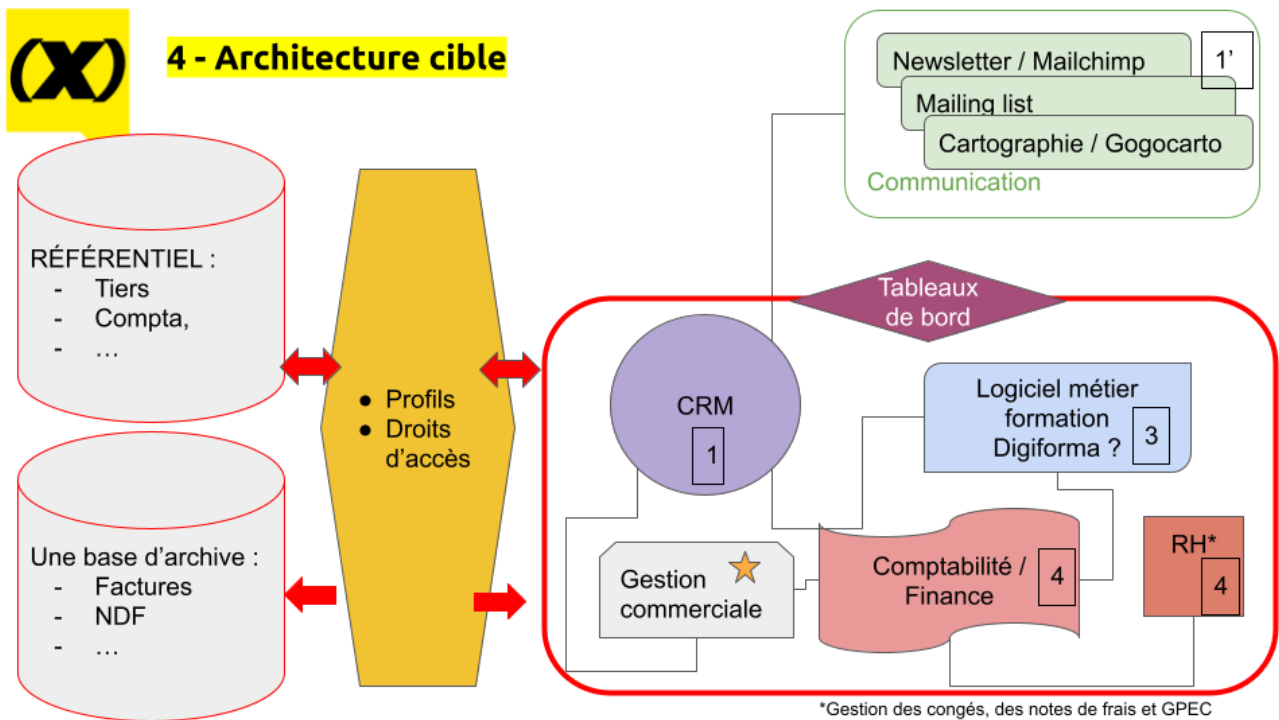 (x)
4 - Architecture cible
Newsletter / Mailchimp
1’
Mailing list
Cartographie / Gogocarto
Communication
RÉFÉRENTIEL :
- Tiers
- Compta,
- …
Une base d’archive :
- Factures
- NDF
- …
● Profils
● Droits
d’accès
Tableaux
de bord
CRM
1
Logiciel métier
formation
Digiforma ?
3
Gestion
commerciale
Comptabilité /
Finance
4
RH*
4
*Gestion des congés, des notes de frais et GPEC